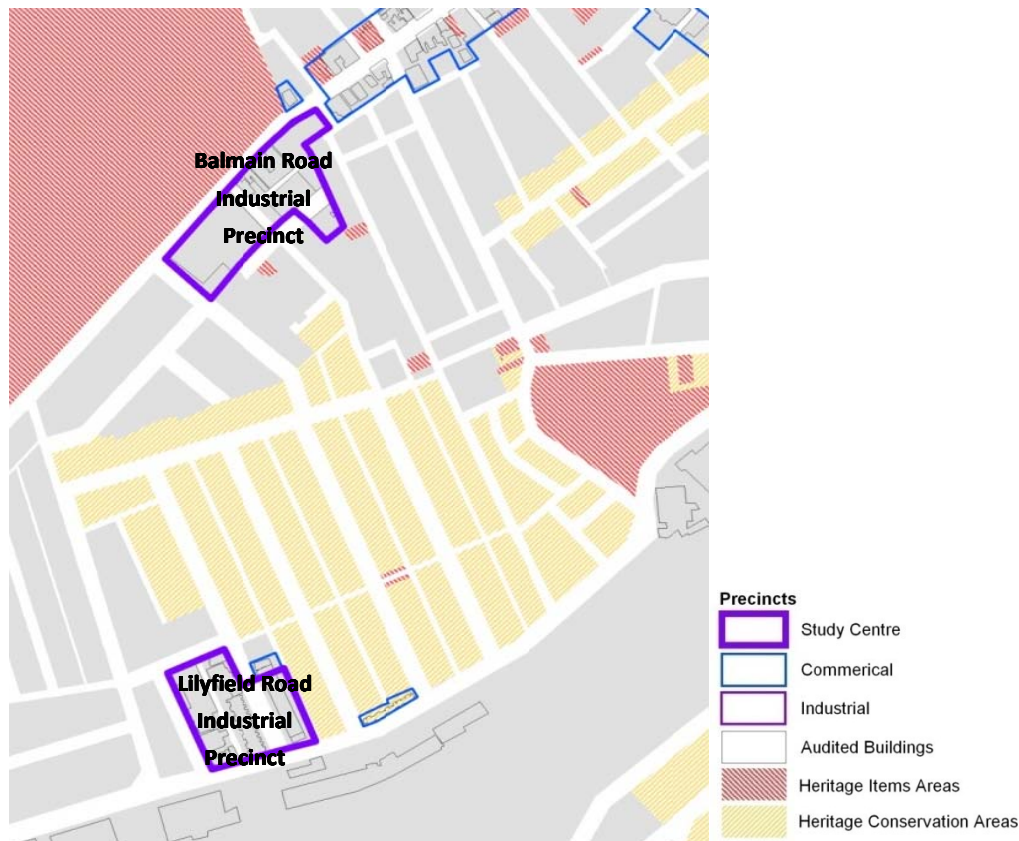 Balmain Road
Industrial
Precinct
Lilyfield Road
Industrial
Precinct
Precincts
Study Centre
Commerical
Industrial
Audited Buildings
Heritage Items Areas
Heritage Conservation Areas